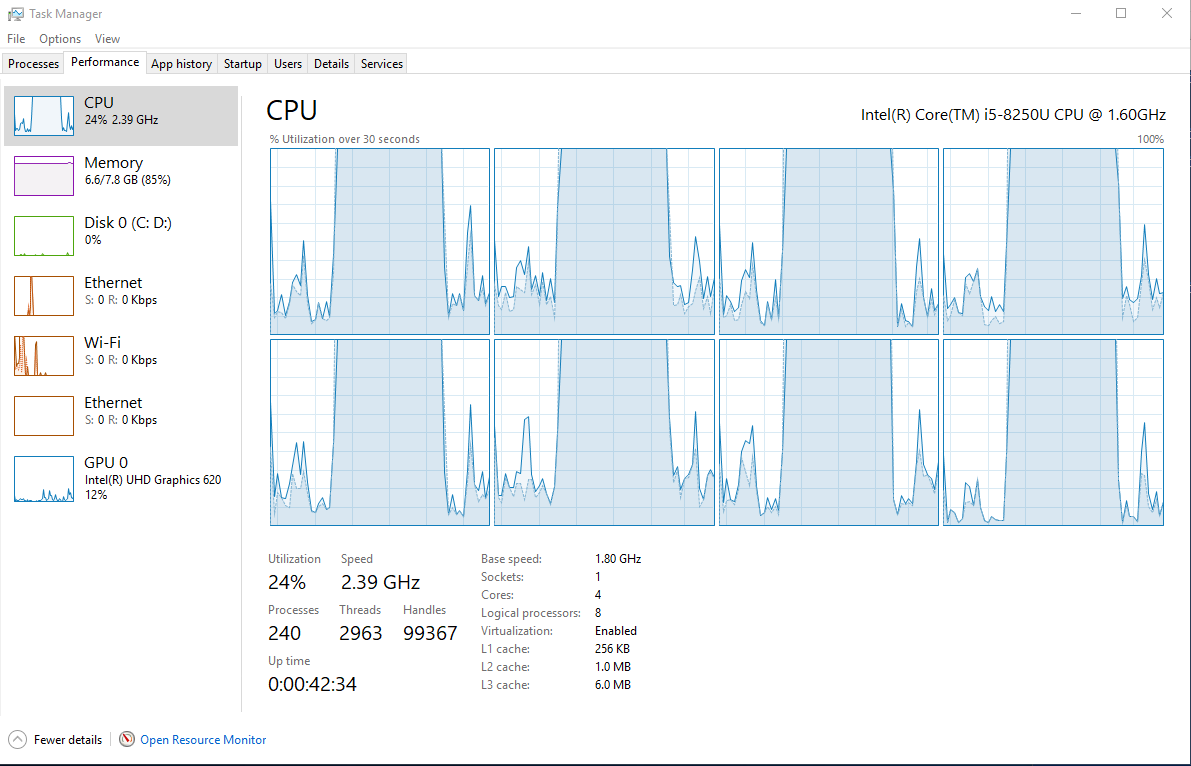 Task Manager
File Options View
Processes Performance App history Startup Users Details Services
CPU
24% 2.39 GHz
Memory
6.6/7.8 GB (85%)
Disk 0 (C: D:)
0%
Ethernet
S: 0 R: 0 Kbps
Wi-Fi
S: 0 R: 0 Kbps
Ethernet
S: 0 R: 0 Kbps
GPU 0
Intel(R) UHD Graphics 620
12%
CPU
Intel(R) Core(TM) i5-8250U CPU @ 1.60GHz
% Utilization over 30 seconds
100%
Utilization Speed
24% 2.39 GHz
Processes Threads Handles
240 2963 99367
Up time
0:00:42:34
Base speed: 1.80 GHz
Sockets: 1
Cores: 4
Logical processors: 8
Virtualization: Enabled
L1 cache: 256 KB
L2 cache: 1.0 MB
L3 cache: 6.0 MB
Fewer details
Open Resource Monitor